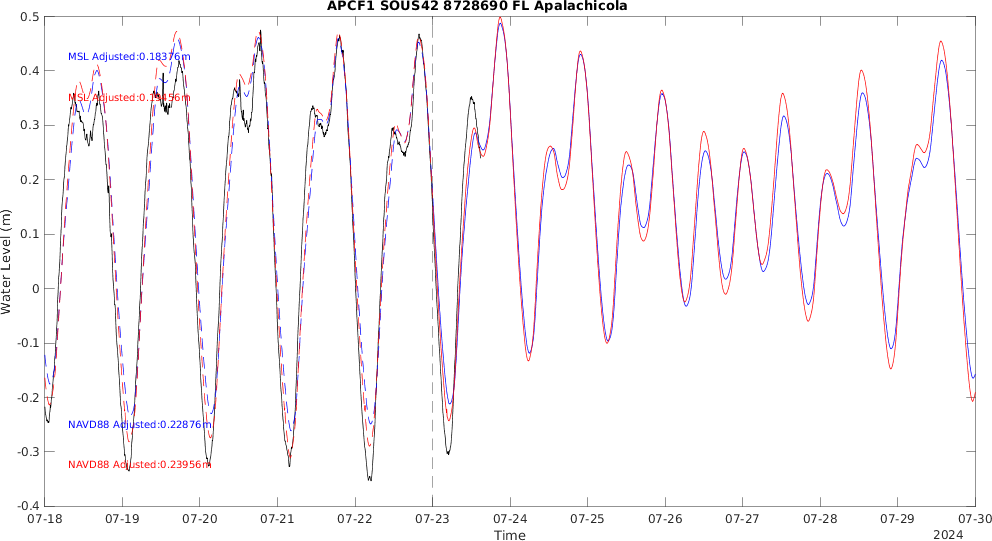 APCF1 SOUS42 8728690 FL Apalachicola
0.5
0.4
0.3
0.2
0.1
0
-0.1
-0.2
-0.3
-0.4
Water Level (m)
MSL Adjusted:0.18376m
NAVD88 Adjusted:0.22876m
NAVD88 Adjusted:0.23956m
07-18 07-19 07-20 07-21 07-22 07-23 07-24 07-25 07-26 07-27 07-28 07-29 07-30
Time
2024